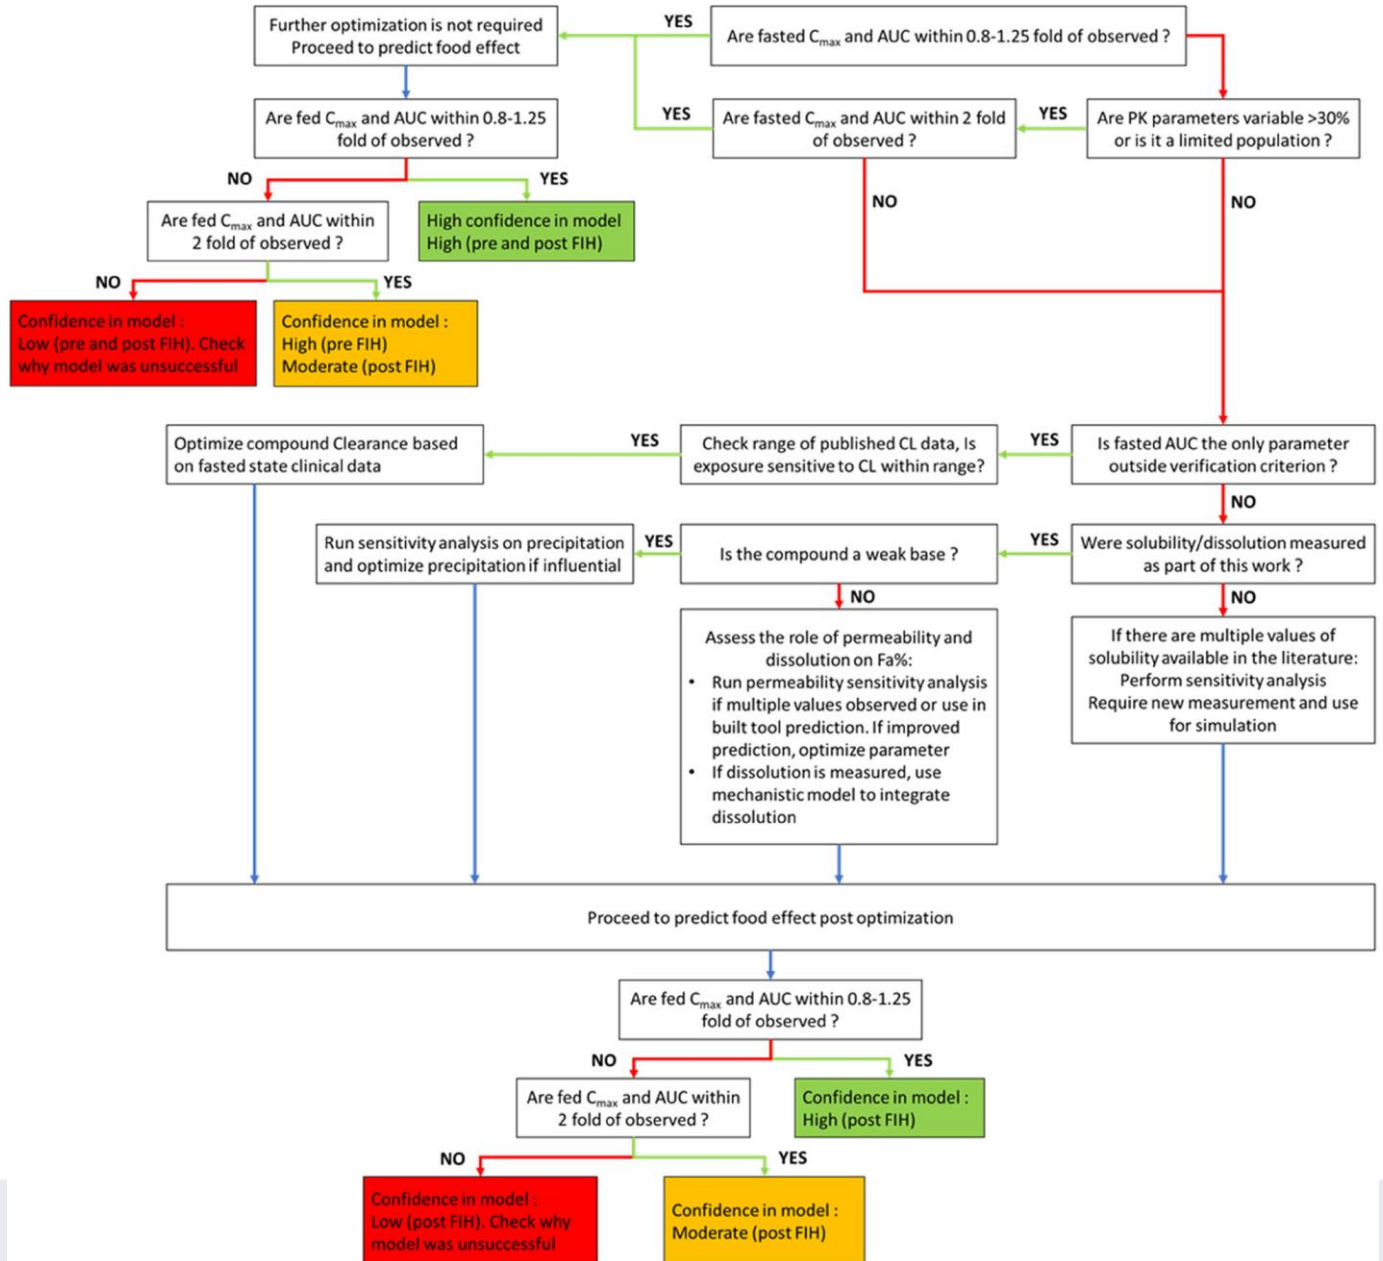 Further optimization is not required
Proceed to predict food effect
YES
Are fasted Cmax and AUC within 0.8-1.25 fold of observed ?
Are fed Cmax and AUC within 0.8-1.25
fold of observed ?
YES
Are fasted Cmax and AUC within 2 fold
of observed ?
YES
Are PK parameters variable >30%
or is it a limited population ?
NO
YES
NO
NO
Are fed Cmax and AUC within
2 fold of observed ?
High confidence in model
High (pre and post FIH)
NO
YES
Confidence in model :
Low (pre and post FIH). Check
why model was unsuccessful
Confidence in model :
High (pre FIH)
Moderate (post FIH)
Optimize compound Clearance based
on fasted state clinical data
YES
Check range of published CL data, Is
exposure sensitive to CL within range?
YES
Is fasted AUC the only parameter
outside verification criterion ?
NO
Run sensitivity analysis on precipitation
and optimize precipitation if influential
YES
Is the compound a weak base ?
YES
Were solubility/dissolution measured
as part of this work ?
NO
NO
Assess the role of permeability and
dissolution on Fa%:
• Run permeability sensitivity analysis
if multiple values observed or use in
built tool prediction. If improved
prediction, optimize parameter
• If dissolution is measured, use
mechanistic model to integrate
dissolution
If there are multiple values of
solubility available in the literature:
Perform sensitivity analysis
Require new measurement and use
for simulation
Proceed to predict food effect post optimization
Are fed Cmax and AUC within 0.8-1.25
fold of observed ?
NO
YES
Are fed Cmax and AUC within
2 fold of observed ?
Confidence in model :
High (post FIH)
NO
YES
Confidence in model :
Low (post FIH). Check why
model was unsuccessful
Confidence in model :
Moderate (post FIH)